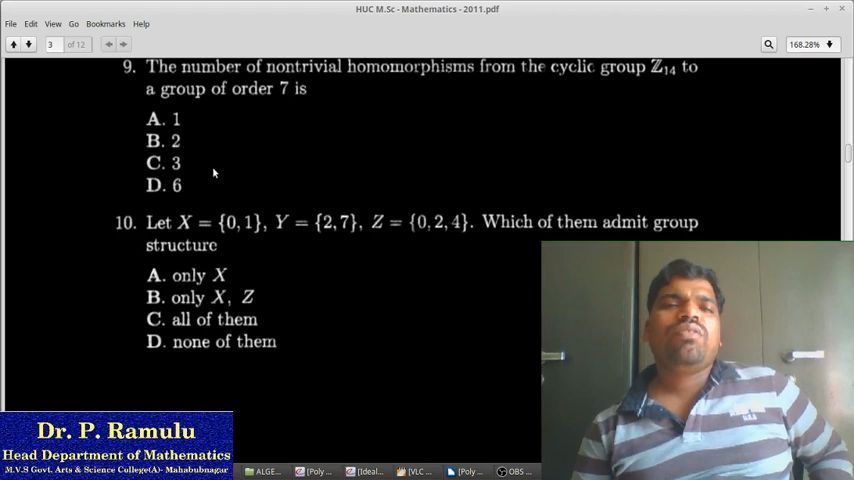 HUC M.Sc - Mathematics - 2011.pdf
File Edit View Go Bookmarks Help
3 of 12 168.28%
9. The number of nontrivial homomorphisms from the cyclic group ℤ₁₄ to
a group of order 7 is
A. 1
B. 2
C. 3
D. 6
10. Let X = {0, 1}, Y = {2, 7}, Z = {0, 2, 4}. Which of them admit group
structure
A. only X
B. only X, Z
C. all of them
D. none of them
Dr. P. Ramulu
Head Department of Mathematics
M.V.S Govt. Arts & Science College(A)- Mahabubnagar
ALGE... [Poly ... [Ideal... [VLC ... [Poly ... OBS ...